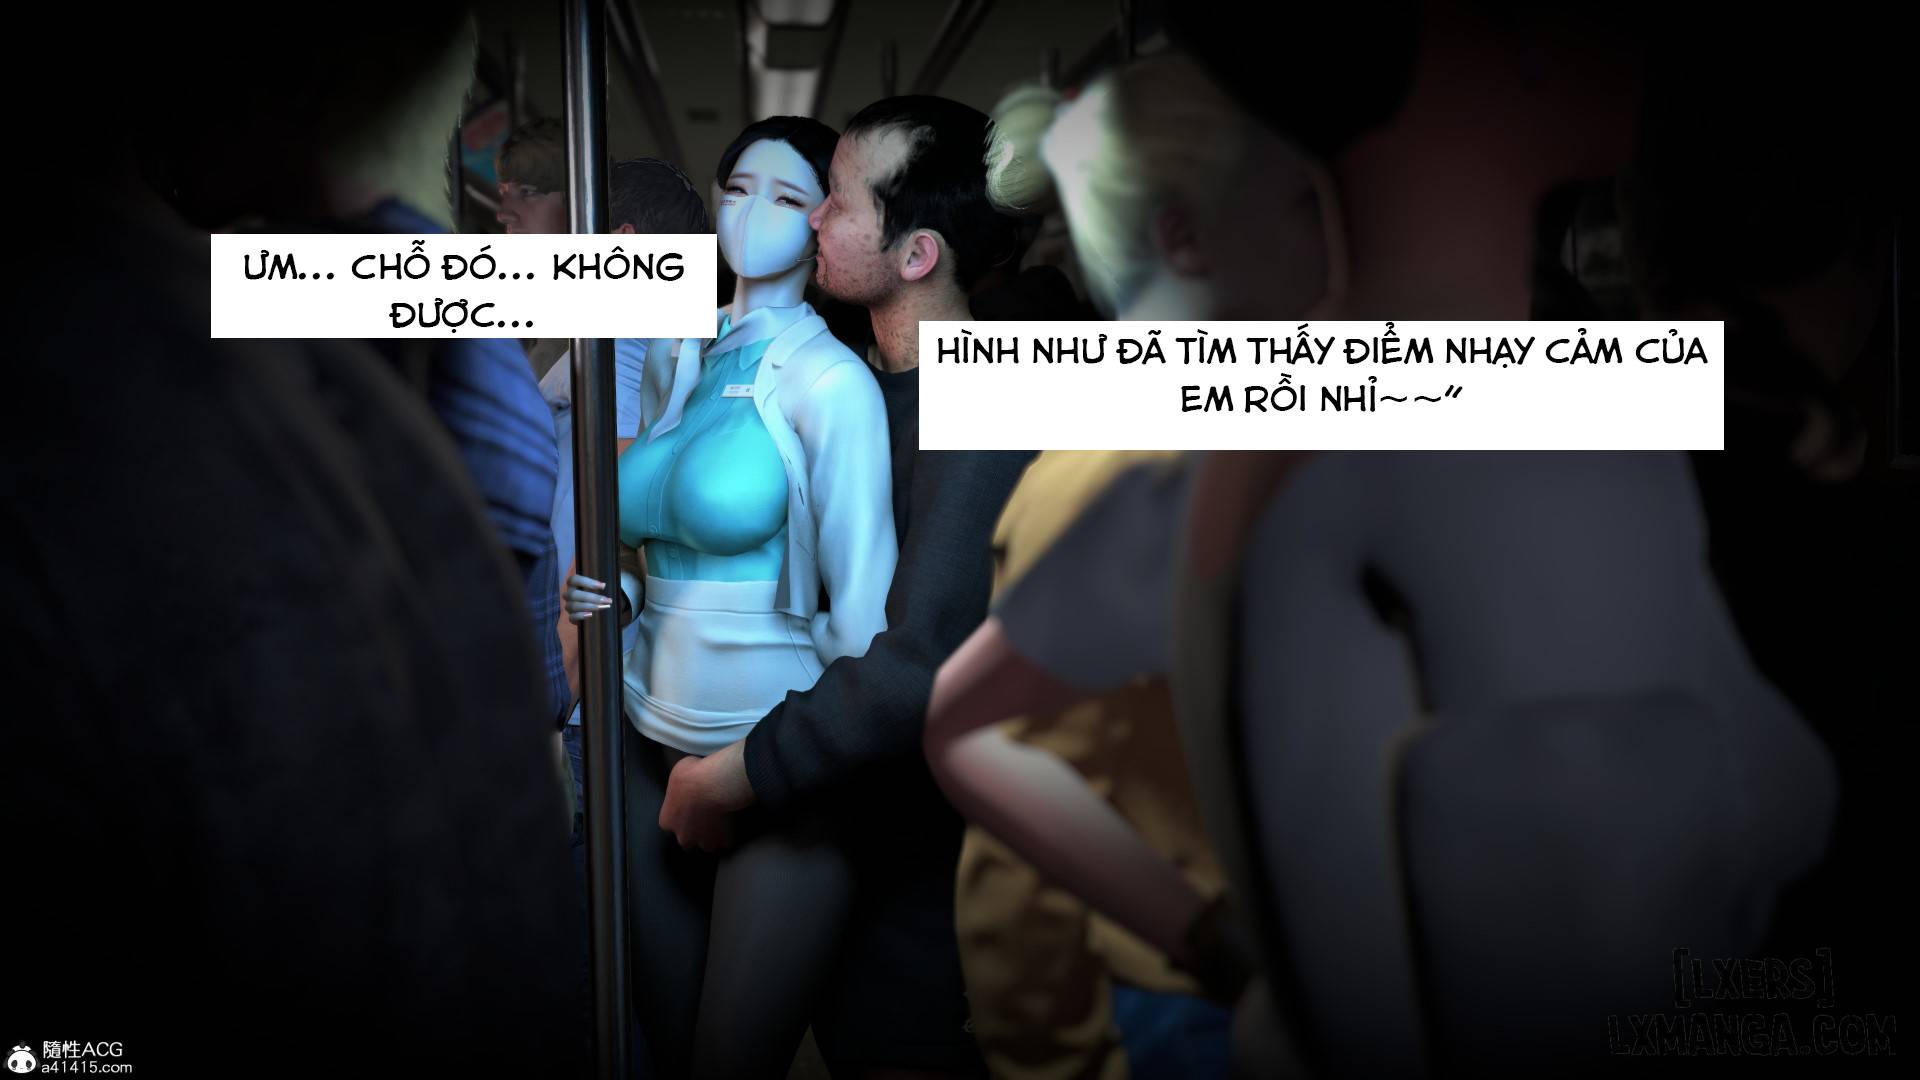 ƯM... CHỖ ĐÓ... KHÔNG
ĐƯỢC...
HÌNH NHƯ ĐÃ TÌM THẤY ĐIỂM NHẠY CẢM CỦA
EM RỒI NHỈ~~"
[LXERS]
LXMANGA.COM
隨性ACG
a41415.com